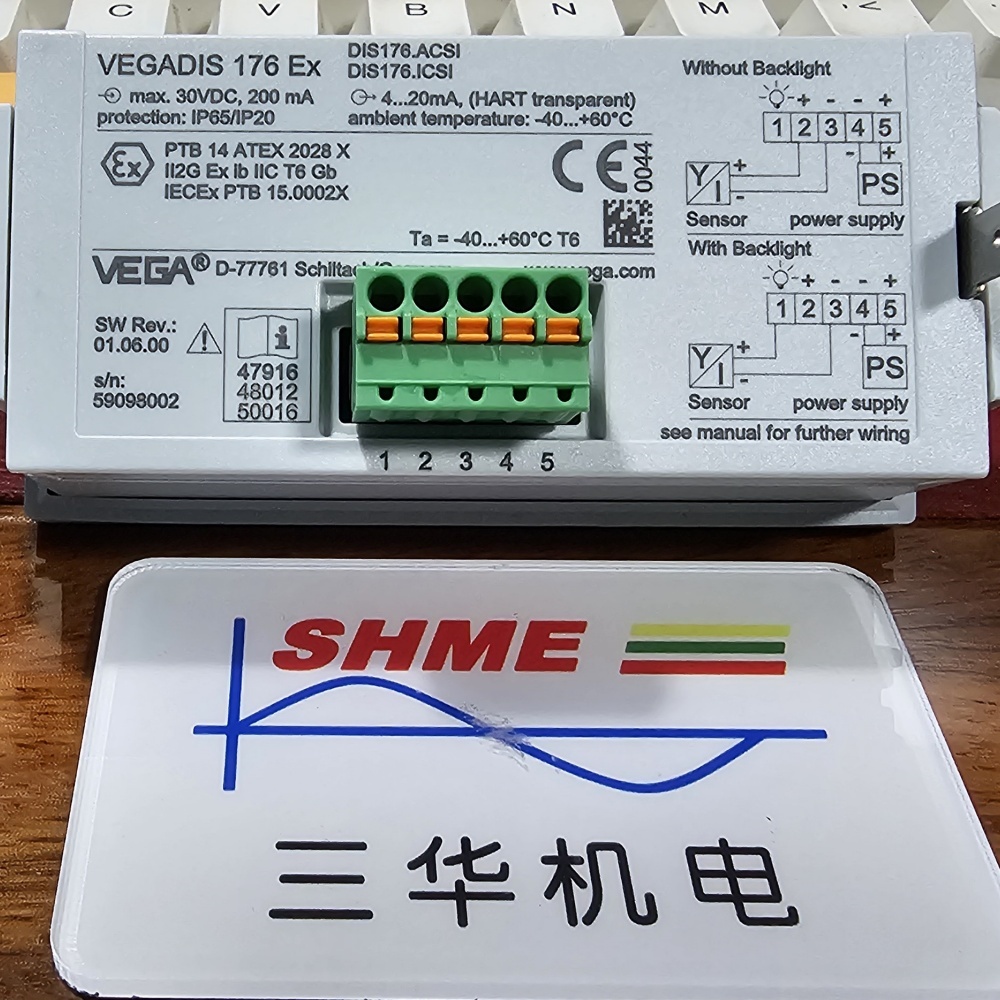 C V B N M <
VEGADIS 176 Ex
DIS176.ACSI
DIS176.ICSI
max. 30VDC, 200 mA
4...20mA, (HART transparent)
protection: IP65/IP20
ambient temperature: -40...+60°C
Ex
PTB 14 ATEX 2028 X
II2G Ex ib IIC T6 Gb
IECEx PTB 15.0002X
CE 0044
Ta = -40...+60°C T6
VEGA® D-77761
www.vega.com
SW Rev.:
01.06.00
s/n:
59098002
i
47916
48012
50016
1 2 3 4 5
Without Backlight
+ - - +
1 2 3 4 5
- +
Y/I + -
PS
Sensor power supply
With Backlight
+ - - +
1 2 3 4 5
- +
Y/I + -
PS
Sensor power supply
see manual for further wiring
SHME
三华机电